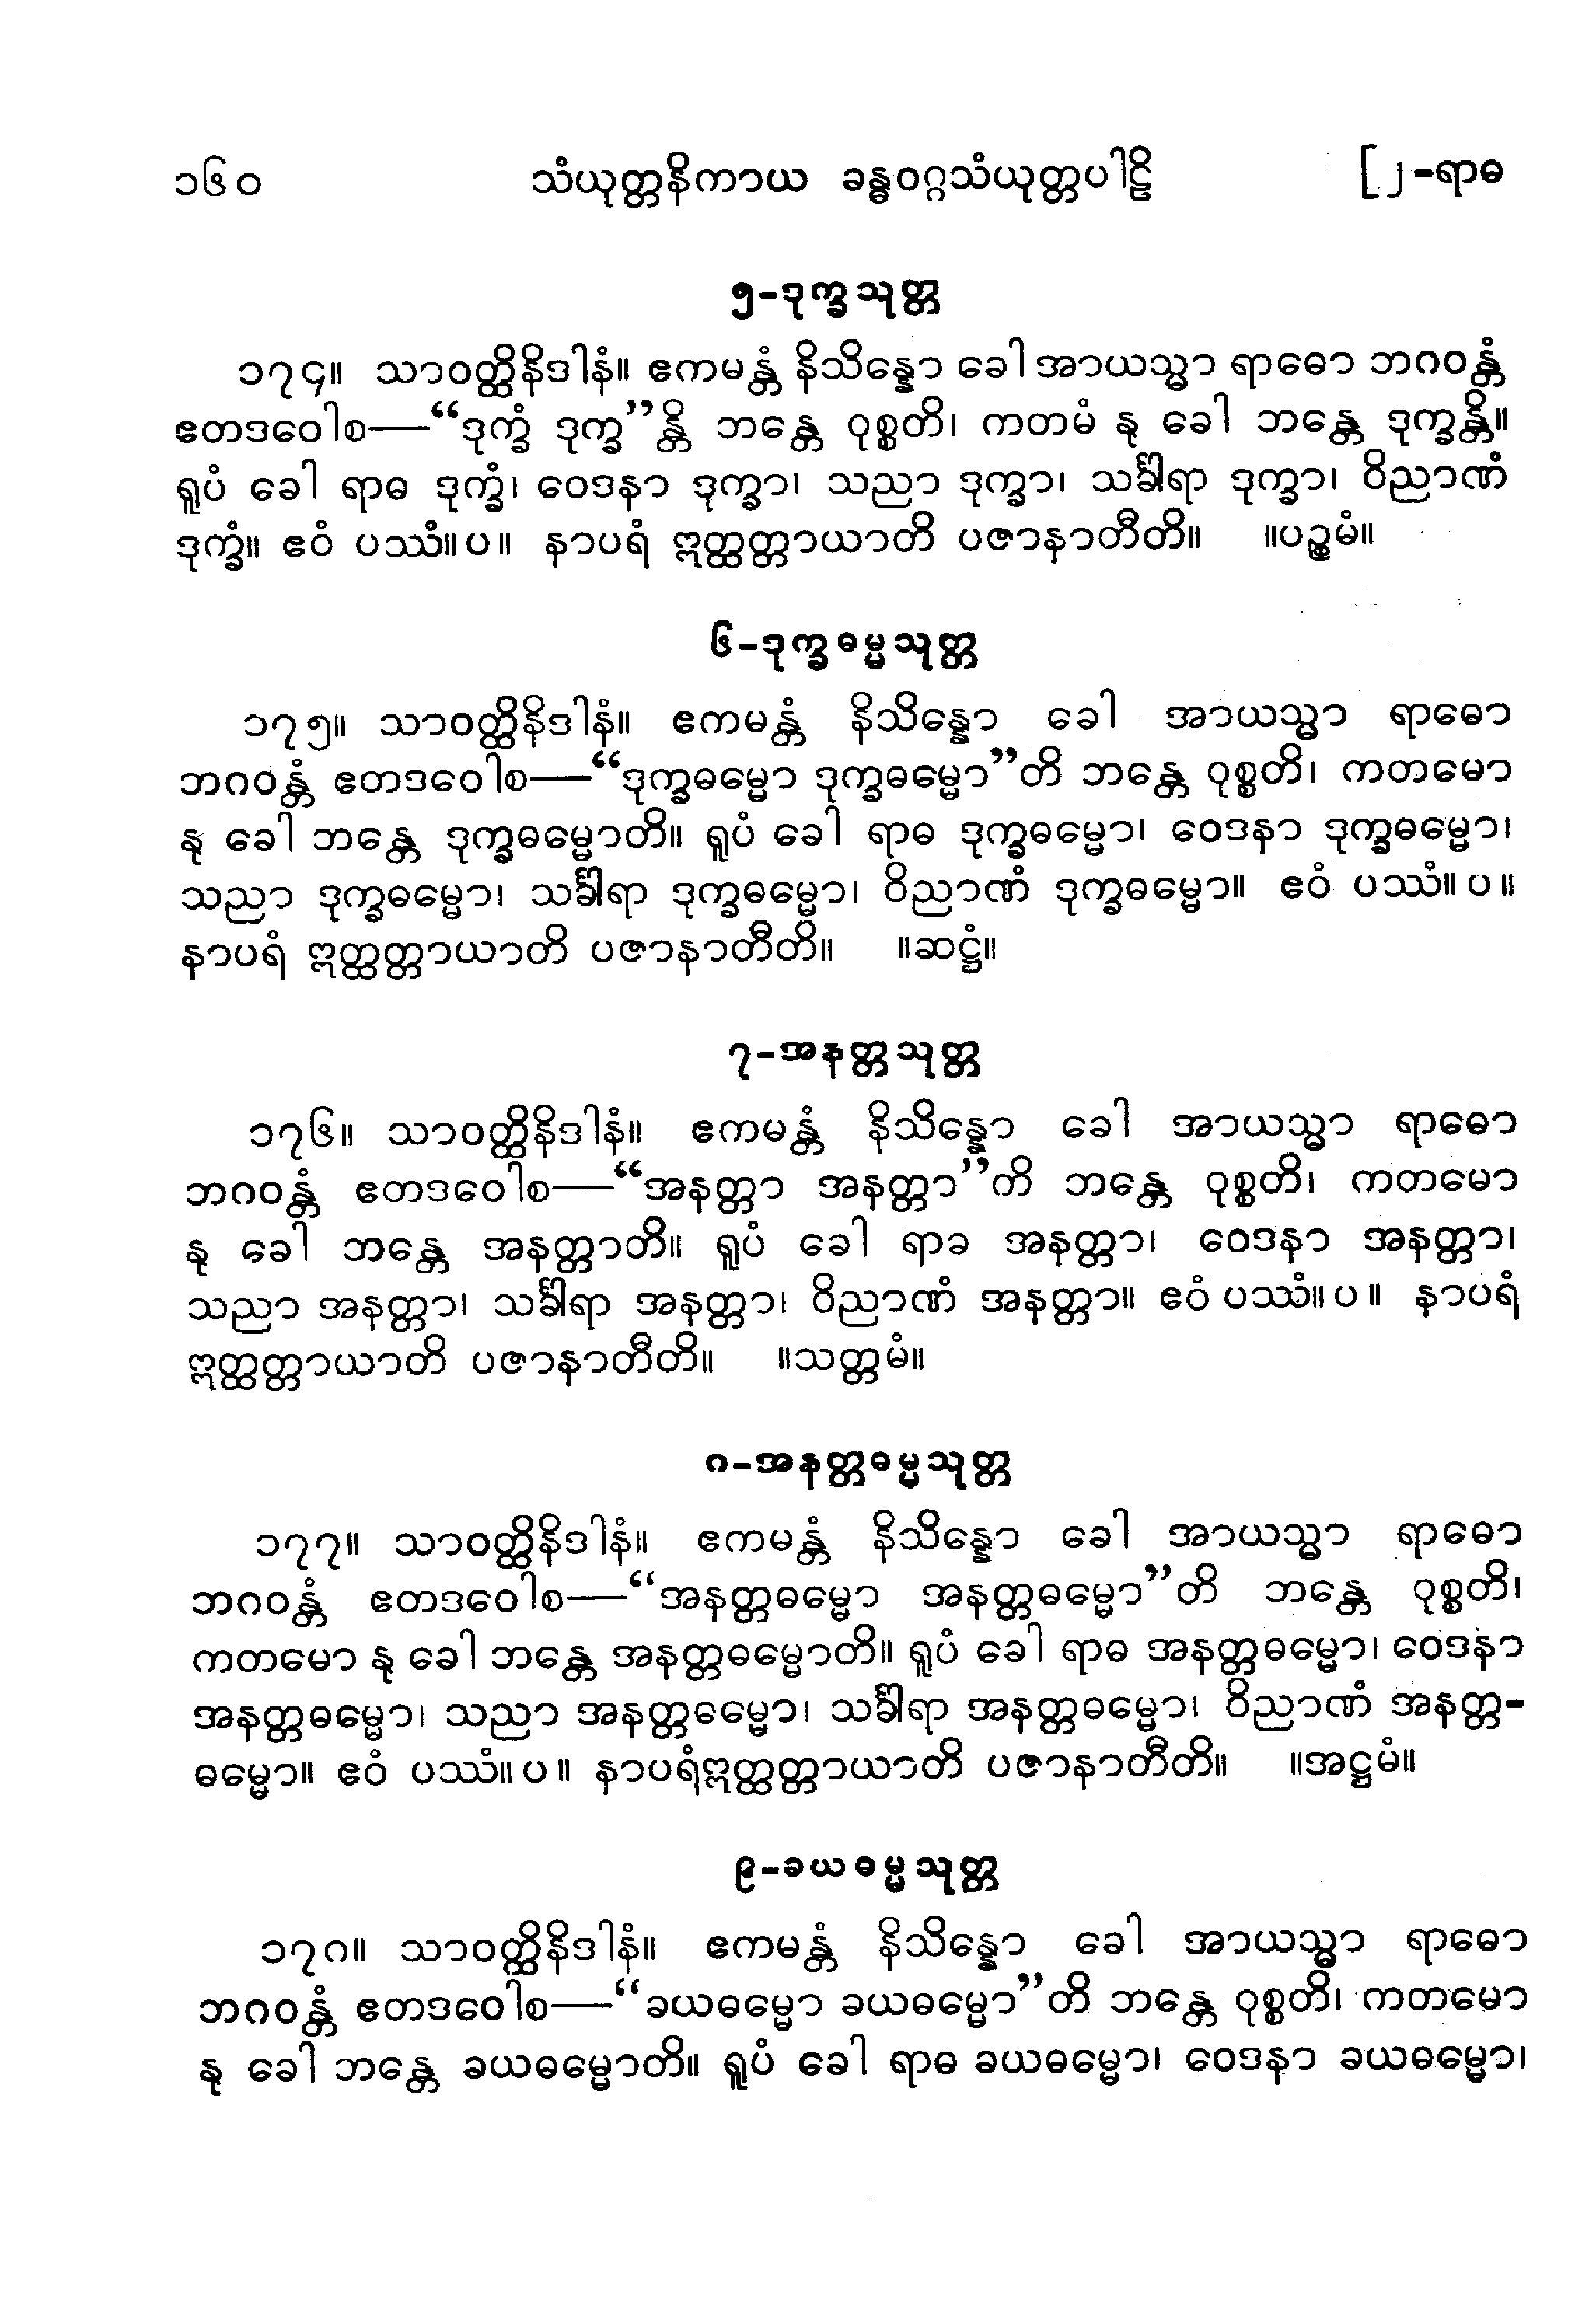 ၁၆၀ သံယုတ္တနိကာယ ခန္ဓဝဂ္ဂသံယုတ္တပါဠိ [၂-ရာဓ
၅-ဒုက္ခသုတ္တ
၁၇၄။ သာဝတ္ထိနိဒါနံ။ ဧကမန္တံ နိသိန္နော ခေါ အာယသ္မာ ရာဓော ဘဂဝန္တံ
ဧတဒဝေါစ—“ဒုက္ခံ ဒုက္ခ”န္တိ ဘန္တေ ဝုစ္စတိ၊ ကတမံ နု ခေါ ဘန္တေ ဒုက္ခန္တိ။
ရူပံ ခေါ ရာဓ ဒုက္ခံ၊ ဝေဒနာ ဒုက္ခာ၊ သညာ ဒုက္ခာ၊ သင်္ခါရာ ဒုက္ခာ၊ ဝိညာဏံ
ဒုက္ခံ။ ဧဝံ ပဿံ။ပ။ နာပရံ ဣတ္ထတ္တာယာတိ ပဇာနာတီတိ။ ။ပဉ္စမံ။
၆-ဒုက္ခဓမ္မသုတ္တ
၁၇၅။ သာဝတ္ထိနိဒါနံ။ ဧကမန္တံ နိသိန္နော ခေါ အာယသ္မာ ရာဓော
ဘဂဝန္တံ ဧတဒဝေါစ—“ဒုက္ခဓမ္မော ဒုက္ခဓမ္မော”တိ ဘန္တေ ဝုစ္စတိ၊ ကတမော
နု ခေါ ဘန္တေ ဒုက္ခဓမ္မောတိ။ ရူပံ ခေါ ရာဓ ဒုက္ခဓမ္မော၊ ဝေဒနာ ဒုက္ခဓမ္မော၊
သညာ ဒုက္ခဓမ္မော၊ သင်္ခါရာ ဒုက္ခဓမ္မော၊ ဝိညာဏံ ဒုက္ခဓမ္မော။ ဧဝံ ပဿံ။ပ။
နာပရံ ဣတ္ထတ္တာယာတိ ပဇာနာတီတိ။ ။ဆဋ္ဌံ။
၇-အနတ္တသုတ္တ
၁၇၆။ သာဝတ္ထိနိဒါနံ။ ဧကမန္တံ နိသိန္နော ခေါ အာယသ္မာ ရာဓော
ဘဂဝန္တံ ဧတဒဝေါစ—“အနတ္တာ အနတ္တာ”ကိ ဘန္တေ ဝုစ္စတိ၊ ကတမော
နု ခေါ ဘန္တေ အနတ္တာတိ။ ရူပံ ခေါ ရာခ အနတ္တာ၊ ဝေဒနာ အနတ္တာ၊
သညာ အနတ္တာ၊ သင်္ခါရာ အနတ္တာ၊ ဝိညာဏံ အနတ္တာ။ ဧဝံ ပဿံ။ပ။ နာပရံ
ဣတ္ထတ္တာယာတိ ပဇာနာတီတိ။ ။သတ္တမံ။
၈-အနတ္တဓမ္မသုတ္တ
၁၇၇။ သာဝတ္ထိနိဒါနံ။ ဧကမန္တံ နိသိန္နော ခေါ အာယသ္မာ ရာဓော
ဘဂဝန္တံ ဧတဒဝေါစ—“အနတ္တဓမ္မော အနတ္တဓမ္မော”တိ ဘန္တေ ဝုစ္စတိ၊
ကတမော နု ခေါ ဘန္တေ အနတ္တဓမ္မောတိ။ ရူပံ ခေါ ရာဓ အနတ္တဓမ္မော၊ ဝေဒနာ
အနတ္တဓမ္မော၊ သညာ အနတ္တဓမ္မော၊ သင်္ခါရာ အနတ္တဓမ္မော၊ ဝိညာဏံ အနတ္တ-
ဓမ္မော။ ဧဝံ ပဿံ။ပ။ နာပရံဣတ္ထတ္တာယာတိ ပဇာနာတီတိ။ ။အဋ္ဌမံ။
၉-ခယဓမ္မသုတ္တ
၁၇၈။ သာဝတ္ထိနိဒါနံ။ ဧကမန္တံ နိသိန္နော ခေါ အာယသ္မာ ရာဓော
ဘဂဝန္တံ ဧတဒဝေါစ—“ခယဓမ္မော ခယဓမ္မော”တိ ဘန္တေ ဝုစ္စတိ၊ ကတမော
နု ခေါ ဘန္တေ ခယဓမ္မောတိ။ ရူပံ ခေါ ရာဓ ခယဓမ္မော၊ ဝေဒနာ ခယဓမ္မော၊